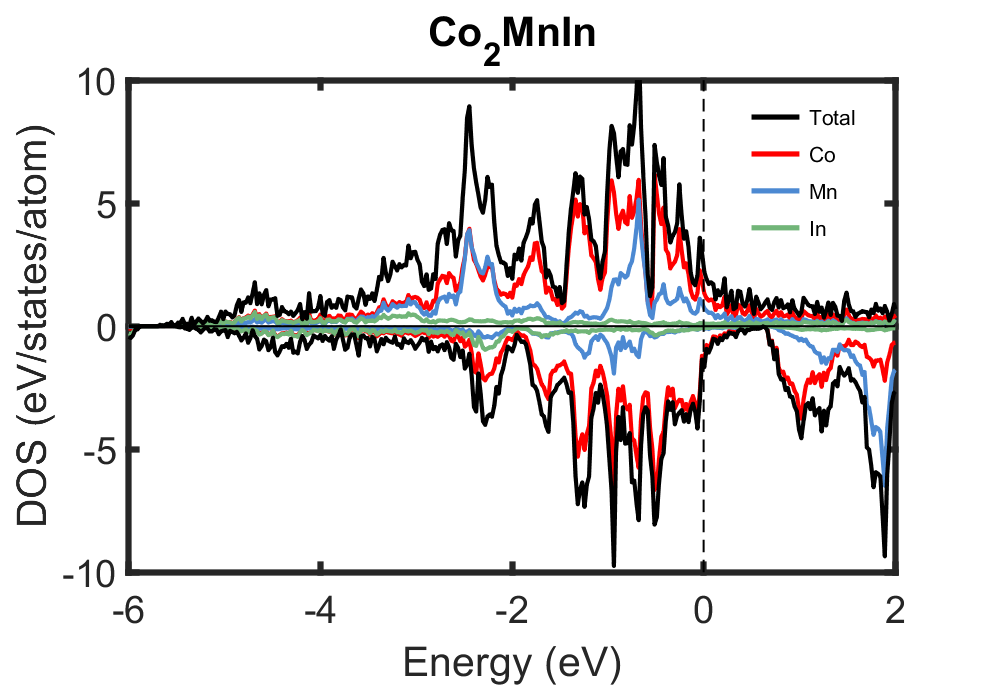 Co₂MnIn
10
5
0
-5
-10
DOS (eV/states/atom)
Total
Co
Mn
In
-6
-4
-2
0
2
Energy (eV)